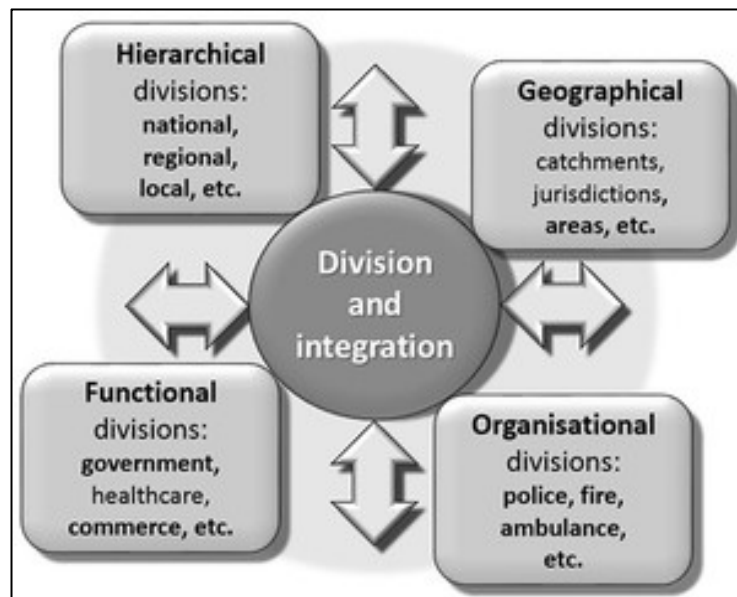 Hierarchical
divisions:
national,
regional,
local, etc.
Geographical
divisions:
catchments,
jurisdictions,
areas, etc.
Division
and
integration
Functional
divisions:
government,
healthcare,
commerce, etc.
Organisational
divisions:
police, fire,
ambulance,
etc.